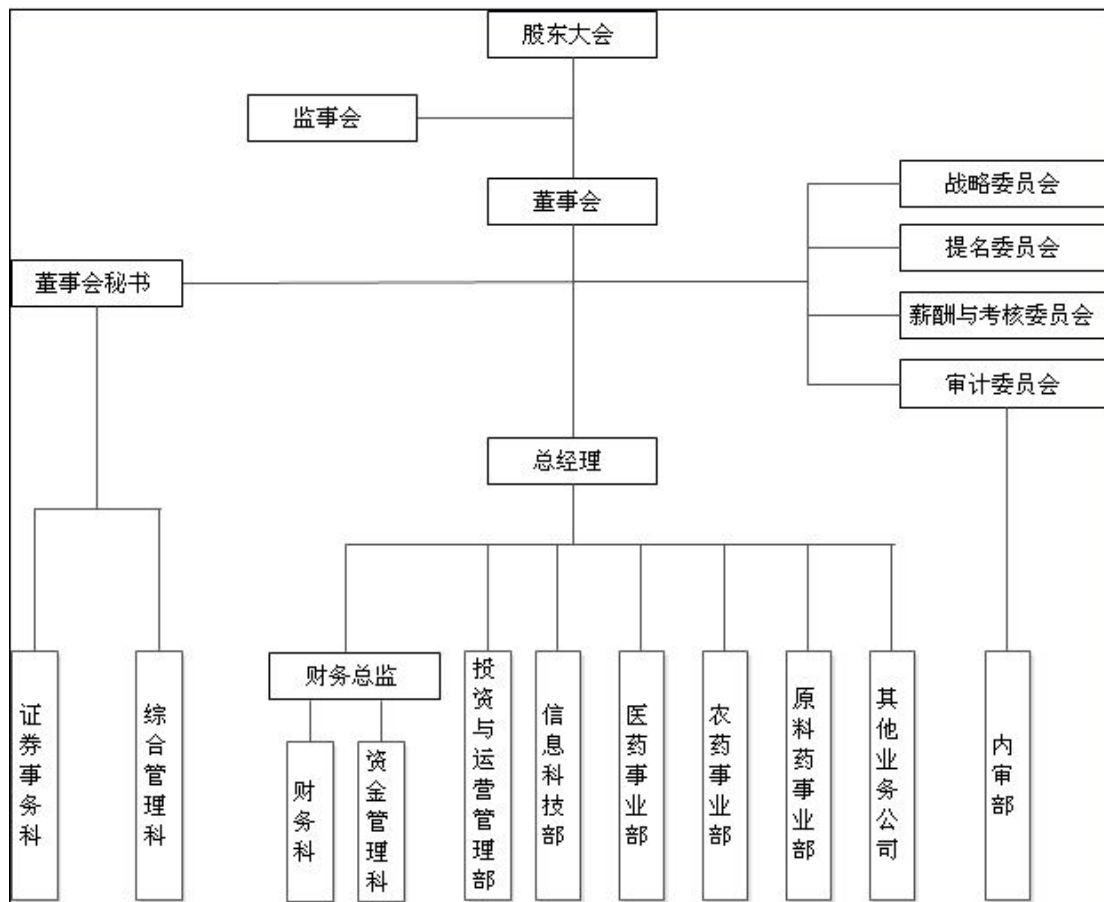 股东大会
监事会
董事会
战略委员会
提名委员会
董事会秘书
薪酬与考核委员会
审计委员会
总经理
证券事务科
综合管理科
财务总监
财务科
资金管理科
投资与运营管理部
信息科技部
医药事业部
农药事业部
原料药事业部
其他业务公司
内审部